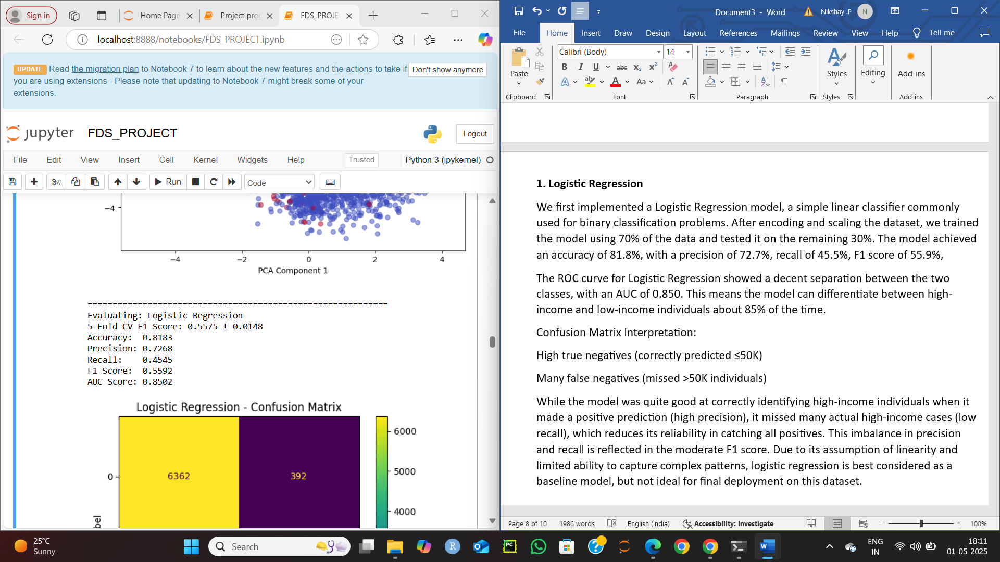 Sign in
Home Page
Project prog
FDS_PROJE
localhost:8888/notebooks/FDS_PROJECT.ipynb
UPDATE Read the migration plan to Notebook 7 to learn about the new features and the actions to take if
you are using extensions - Please note that updating to Notebook 7 might break some of your
extensions.
Don't show anymore
jupyter FDS_PROJECT
Logout
File Edit View Insert Cell Kernel Widgets Help
Trusted
Python 3 (ipykernel)
Run
Code
−4
−4 −2 0 2 4
PCA Component 1
============================================================
Evaluating: Logistic Regression
5-Fold CV F1 Score: 0.5575 ± 0.0148
Accuracy: 0.8183
Precision: 0.7268
Recall: 0.4545
F1 Score: 0.5592
AUC Score: 0.8502
Logistic Regression - Confusion Matrix
6000
5000
4000
0
6362
392
bel
Document3 - Word
Nikshay .P
N
File Home Insert Draw Design Layout References Mailings Review View Help Tell me
Paste
Clipboard
Calibri (Body)
14
B I U abc x₂ x²
A ab A Aa A A
Font
Paragraph
Styles
Styles
Editing
Add-ins
Add-ins
1. Logistic Regression
We first implemented a Logistic Regression model, a simple linear classifier commonly
used for binary classification problems. After encoding and scaling the dataset, we trained
the model using 70% of the data and tested it on the remaining 30%. The model achieved
an accuracy of 81.8%, with a precision of 72.7%, recall of 45.5%, F1 score of 55.9%,
The ROC curve for Logistic Regression showed a decent separation between the two
classes, with an AUC of 0.850. This means the model can differentiate between high-
income and low-income individuals about 85% of the time.
Confusion Matrix Interpretation:
High true negatives (correctly predicted ≤50K)
Many false negatives (missed >50K individuals)
While the model was quite good at correctly identifying high-income individuals when it
made a positive prediction (high precision), it missed many actual high-income cases (low
recall), which reduces its reliability in catching all positives. This imbalance in precision
and recall is reflected in the moderate F1 score. Due to its assumption of linearity and
limited ability to capture complex patterns, logistic regression is best considered as a
baseline model, but not ideal for final deployment on this dataset.
Page 8 of 10 1986 words English (India) Accessibility: Investigate
100%
25°C
Sunny
Search
R
PC
W
ENG
IN
18:11
01-05-2025